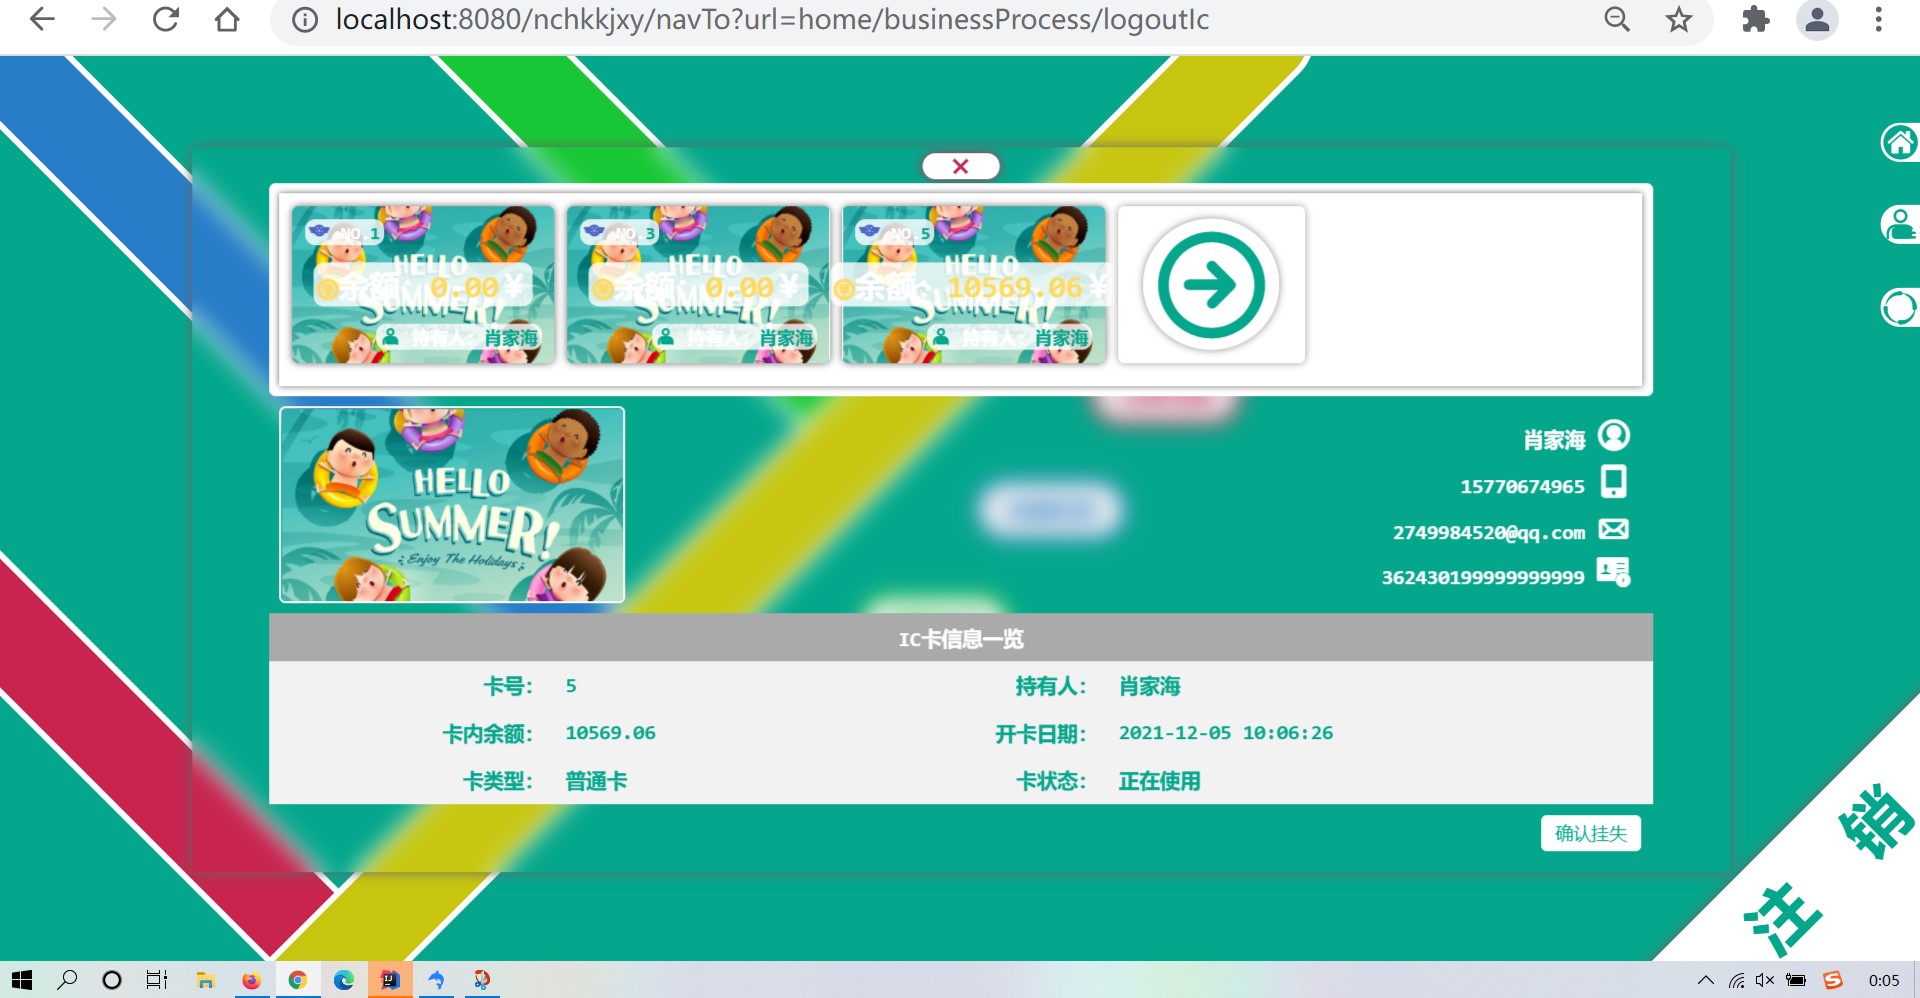 localhost:8080/nchkkjxy/navTo?url=home/businessProcess/logoutIc
NO.1
HELLO
SUMMER!
余额: 0.00¥
持有人: 肖家海
NO.3
HELLO
SUMMER!
余额: 0.00¥
持有人: 肖家海
NO.5
HELLO
SUMMER!
余额: 10569.06¥
持有人: 肖家海
HELLO
SUMMER!
Enjoy The Holidays
肖家海
15770674965
2749984520@qq.com
362430199999999999
IC卡信息一览
卡号: 5 持有人: 肖家海
卡内余额: 10569.06 开卡日期: 2021-12-05 10:06:26
卡类型: 普通卡 卡状态: 正在使用
确认挂失
注销
0:05